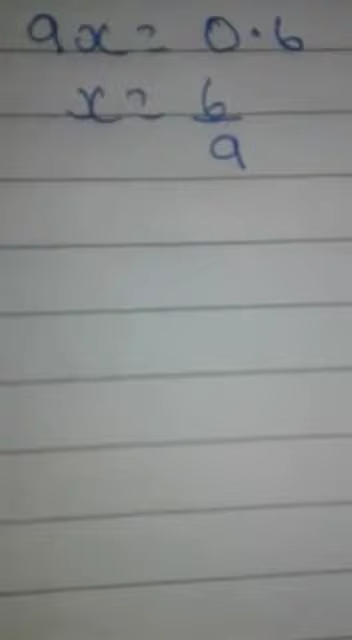 9x = 0.6
x = 6/9